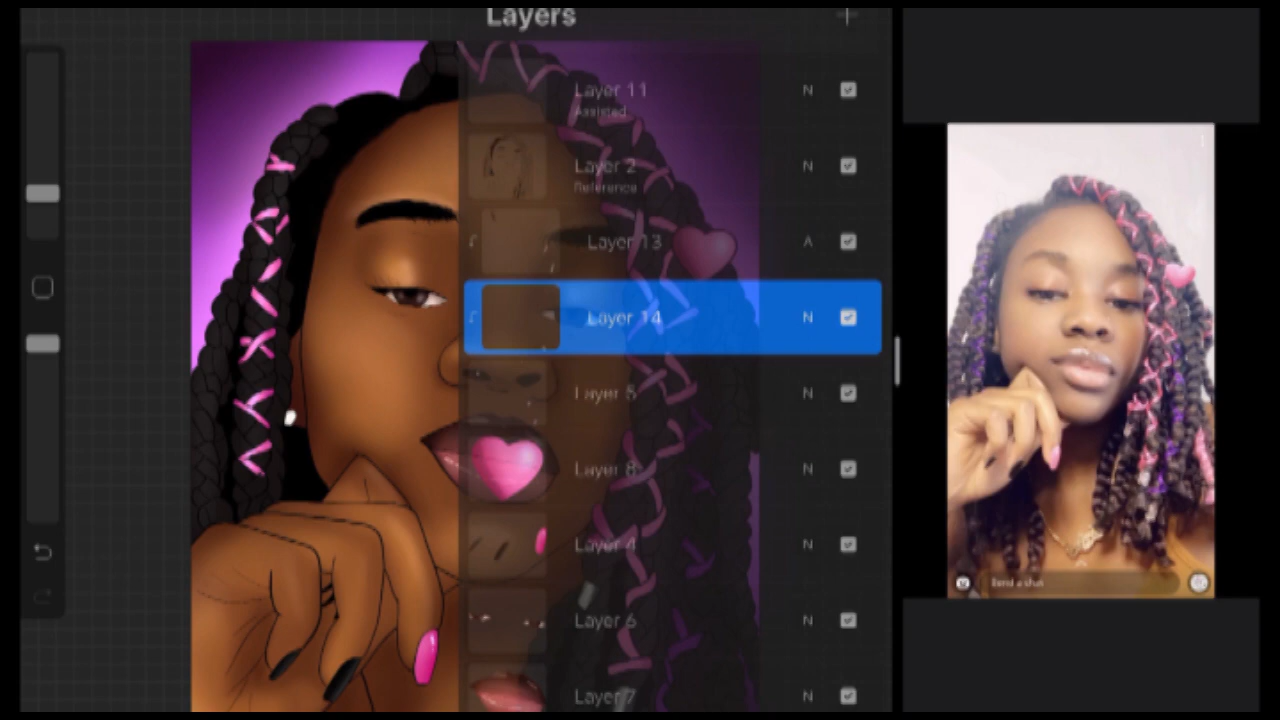 Layers
Layer 11
N
Assisted
Layer 2
N
Reference
Layer 13
A
Layer 14
N
Layer 5
N
Layer 8
N
Layer 4
N
Layer 6
N
Layer 7
N
Send a chat